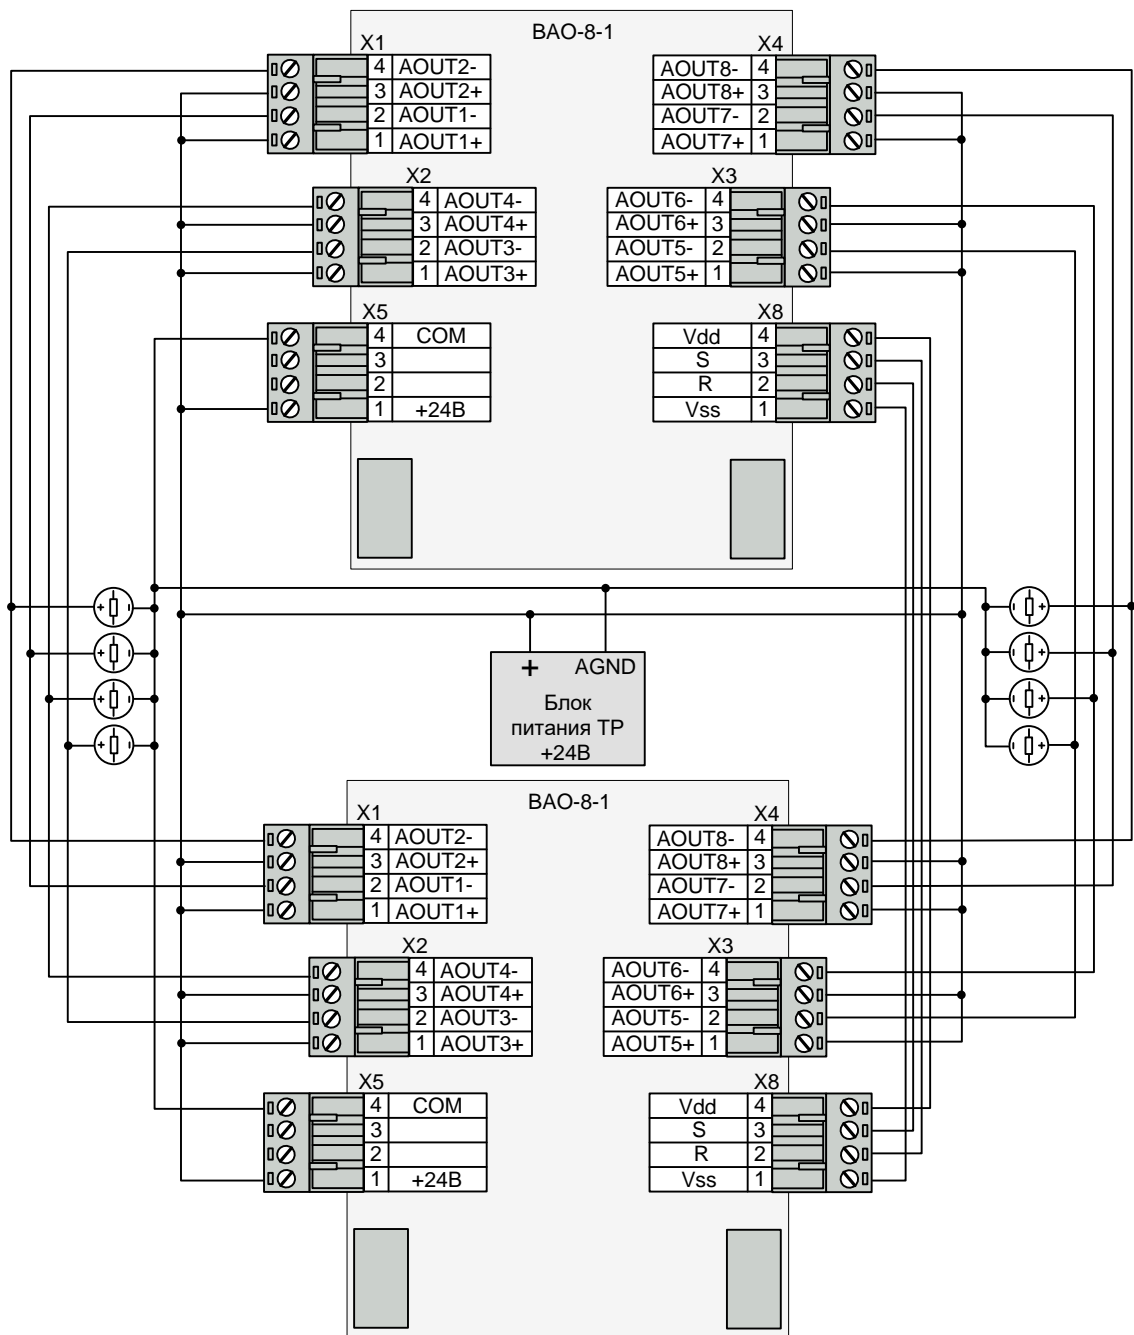 ВАО-8-1
X1
4 AOUT2-
3 AOUT2+
2 AOUT1-
1 AOUT1+
X4
AOUT8- 4
AOUT8+ 3
AOUT7- 2
AOUT7+ 1
X2
4 AOUT4-
3 AOUT4+
2 AOUT3-
1 AOUT3+
X3
AOUT6- 4
AOUT6+ 3
AOUT5- 2
AOUT5+ 1
X5
4 COM
3
2
1 +24В
X8
Vdd 4
S 3
R 2
Vss 1
+ AGND
Блок
питания ТР
+24В
ВАО-8-1
X1
4 AOUT2-
3 AOUT2+
2 AOUT1-
1 AOUT1+
X4
AOUT8- 4
AOUT8+ 3
AOUT7- 2
AOUT7+ 1
X2
4 AOUT4-
3 AOUT4+
2 AOUT3-
1 AOUT3+
X3
AOUT6- 4
AOUT6+ 3
AOUT5- 2
AOUT5+ 1
X5
4 COM
3
2
1 +24В
X8
Vdd 4
S 3
R 2
Vss 1